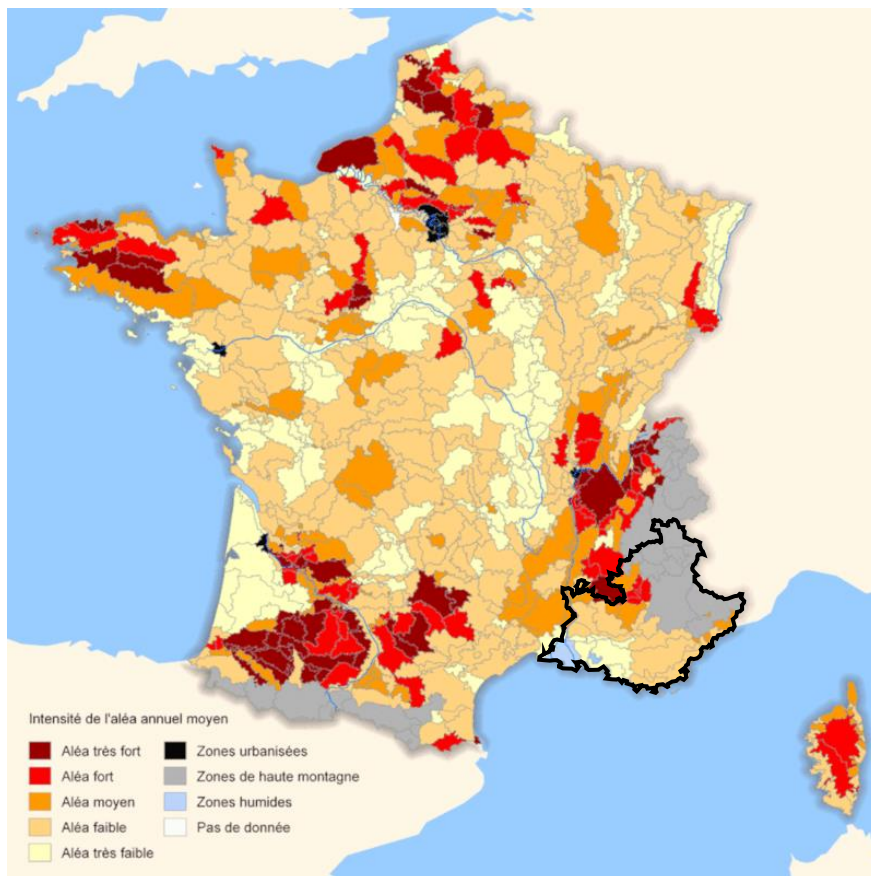 Intensité de l'aléa annuel moyen
Aléa très fort
Aléa fort
Aléa moyen
Aléa faible
Aléa très faible
Zones urbanisées
Zones de haute montagne
Zones humides
Pas de donnée